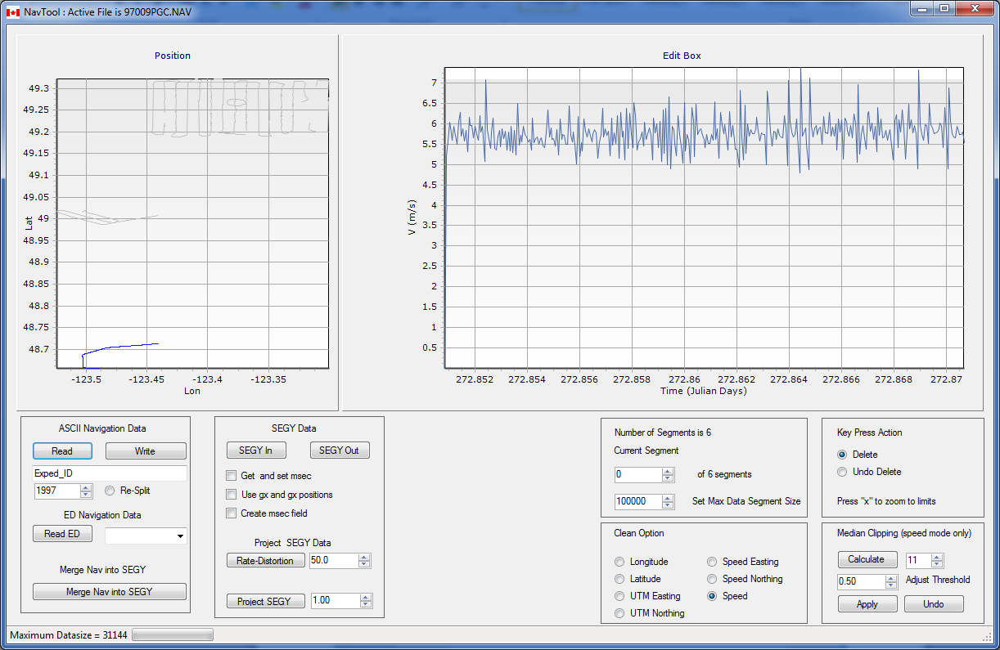 NavTool : Active File is 97009PGC.NAV
Position
49.3
49.25
49.2
49.15
49.1
49.05
49
48.95
48.9
48.85
48.8
48.75
48.7
Lat
-123.5 -123.45 -123.4 -123.35
Lon
Edit Box
7
6.5
6
5.5
5
4.5
4
3.5
3
2.5
2
1.5
1
0.5
V (m/s)
272.852 272.854 272.856 272.858 272.86 272.862 272.864 272.866 272.868 272.87
Time (Julian Days)
ASCII Navigation Data
Read Write
Exped_ID
1997 Re-Split
ED Navigation Data
Read ED
Merge Nav into SEGY
Merge Nav into SEGY
SEGY Data
SEGY In SEGY Out
Get and set msec
Use gx and gx positions
Create msec field
Project SEGY Data
Rate-Distortion 50.0
Project SEGY 1.00
Number of Segments is 6
Current Segment
0 of 6 segments
100000 Set Max Data Segment Size
Clean Option
Longitude Speed Easting
Latitude Speed Northing
UTM Easting Speed
UTM Northing
Key Press Action
Delete
Undo Delete
Press "x" to zoom to limits
Median Clipping (speed mode only)
Calculate 11
0.50 Adjust Threshold
Apply Undo
Maximum Datasize = 31144